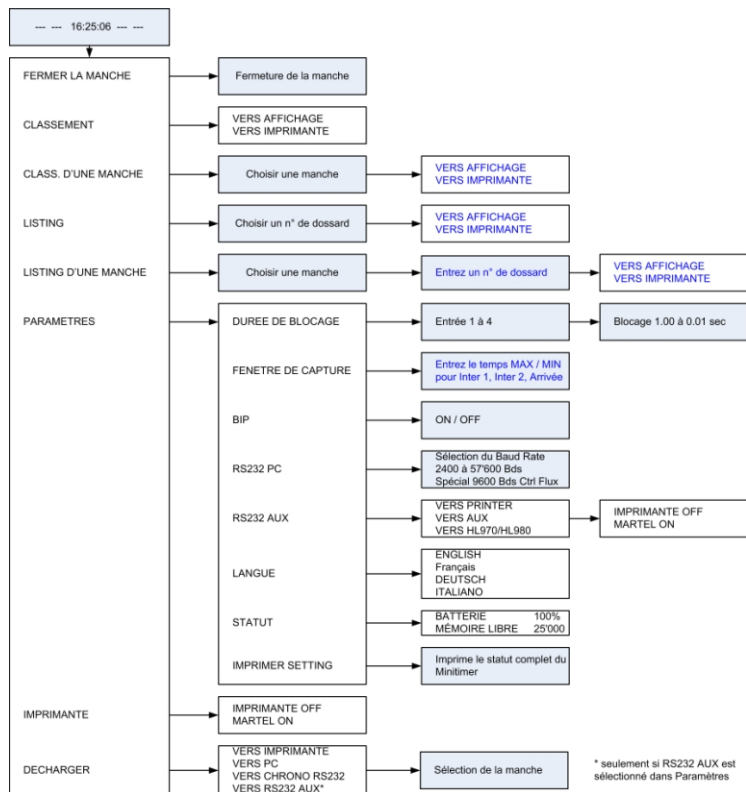 --- --- 16:25:06 --- ---
FERMER LA MANCHE
Fermeture de la manche
CLASSEMENT
VERS AFFICHAGE
VERS IMPRIMANTE
CLASS. D'UNE MANCHE
Choisir une manche
VERS AFFICHAGE
VERS IMPRIMANTE
LISTING
Choisir un n° de dossard
VERS AFFICHAGE
VERS IMPRIMANTE
LISTING D'UNE MANCHE
Choisir une manche
Entrez un n° de dossard
VERS AFFICHAGE
VERS IMPRIMANTE
PARAMETRES
DUREE DE BLOCAGE
Entrée 1 à 4
Blocage 1.00 à 0.01 sec
FENETRE DE CAPTURE
Entrez le temps MAX / MIN
pour Inter 1, Inter 2, Arrivée
BIP
ON / OFF
RS232 PC
Sélection du Baud Rate
2400 à 57'600 Bds
Spécial 9600 Bds Ctrl Flux
RS232 AUX
VERS PRINTER
VERS AUX
VERS HL970/HL980
IMPRIMANTE OFF
MARTEL ON
LANGUE
ENGLISH
Français
DEUTSCH
ITALIANO
STATUT
BATTERIE 100%
MÉMOIRE LIBRE 25'000
IMPRIMER SETTING
Imprime le statut complet du
Minitimer
IMPRIMANTE
IMPRIMANTE OFF
MARTEL ON
DECHARGER
VERS IMPRIMANTE
VERS PC
VERS CHRONO RS232
VERS RS232 AUX*
Sélection de la manche
* seulement si RS232 AUX est
sélectionné dans Paramètres